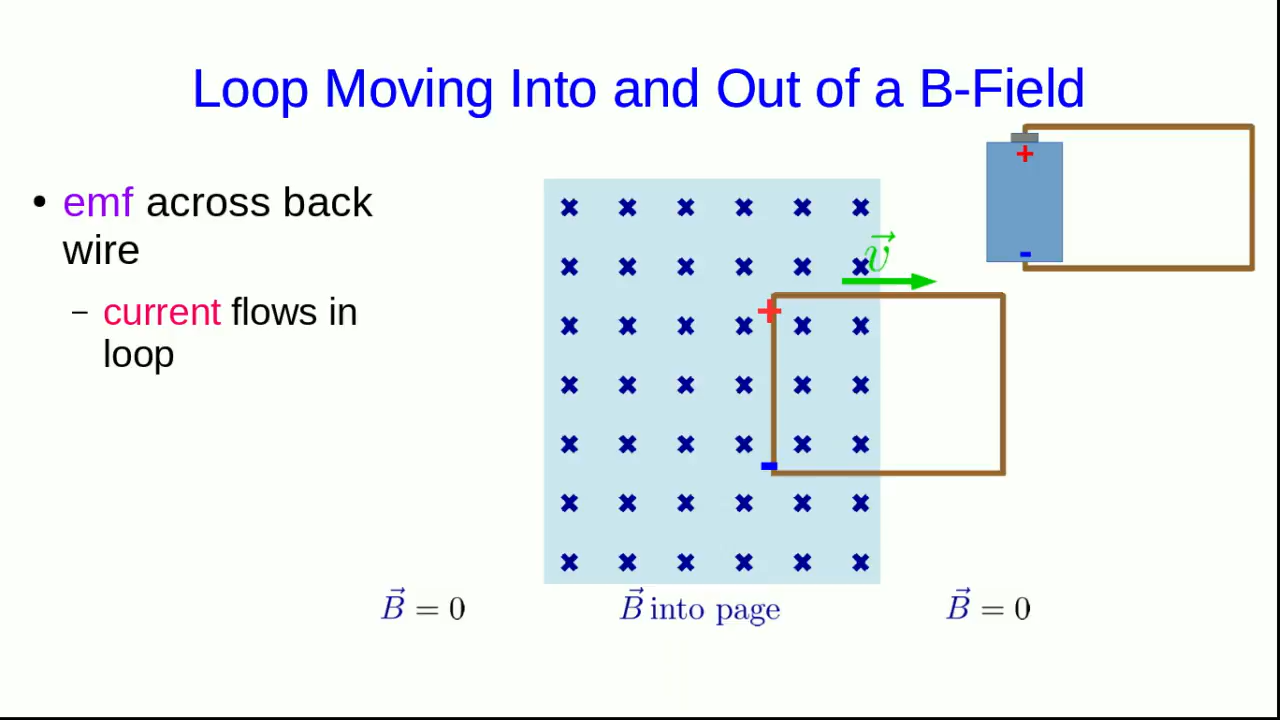 Loop Moving Into and Out of a B-Field
• emf across back
wire
– current flows in
loop
+
-
× × × × × ×
v⃗
× × × × × ×
+
× × × × × ×
× × × × × ×
× × × × × ×
-
× × × × × ×
× × × × × ×
B⃗ = 0
B⃗ into page
B⃗ = 0